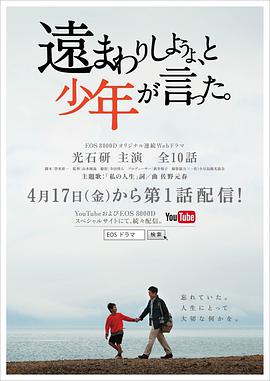 遠まわりしようよ、と
少年が言った。
EOS 8000D オリジナル連続Webドラマ
光石研 主演 全10話
主題歌:「私の人生」詞/曲 佐野元春
4月17日(金)から第1話配信!
YouTubeおよびEOS 8000D
スペシャルサイトにて、続々配信。
YouTube
EOS ドラマ 検索
忘れていた。
人生にとって
大切な何かを。